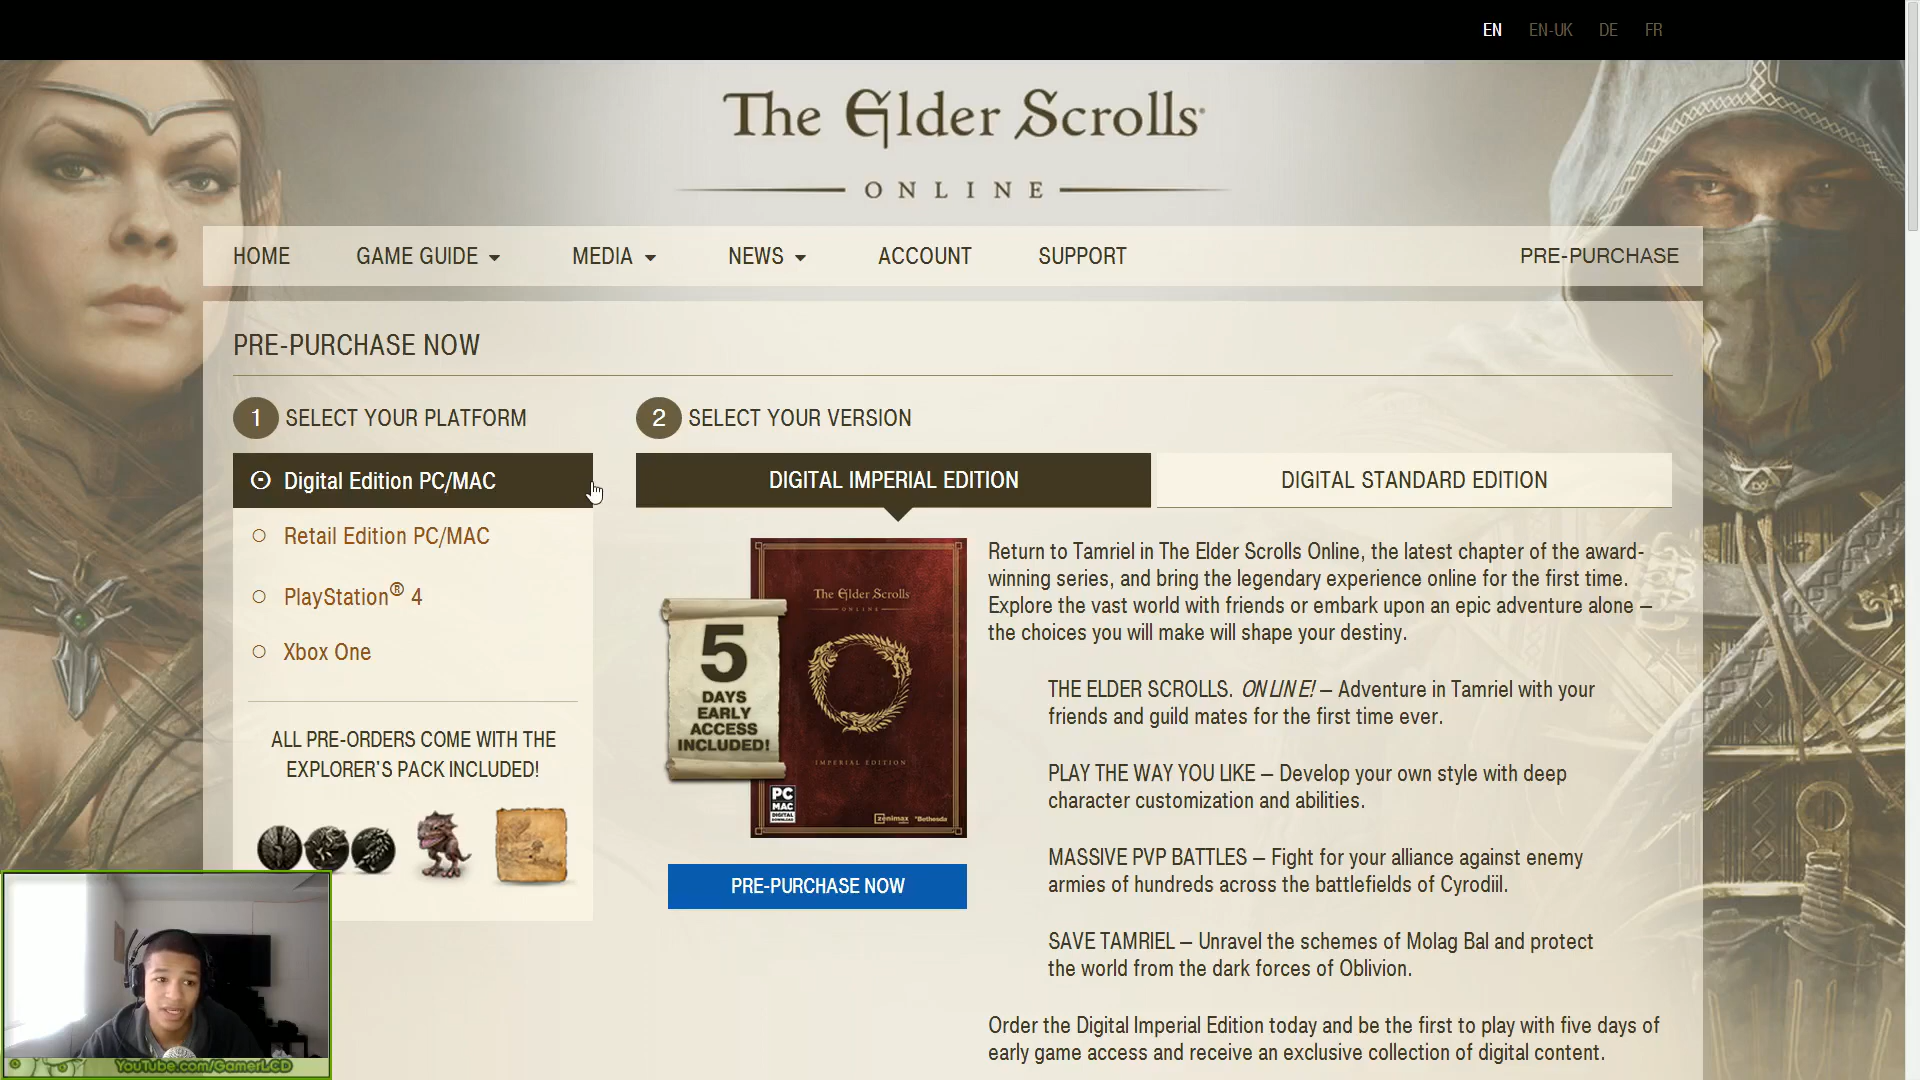 EN EN-UK DE FR
The Elder Scrolls
ONLINE
HOME GAME GUIDE MEDIA NEWS ACCOUNT SUPPORT PRE-PURCHASE
PRE-PURCHASE NOW
1 SELECT YOUR PLATFORM
Digital Edition PC/MAC
Retail Edition PC/MAC
PlayStation® 4
Xbox One
ALL PRE-ORDERS COME WITH THE
EXPLORER'S PACK INCLUDED!
2 SELECT YOUR VERSION
DIGITAL IMPERIAL EDITION DIGITAL STANDARD EDITION
The Elder Scrolls
ONLINE
5
DAYS
EARLY
ACCESS
INCLUDED!
IMPERIAL EDITION
PC
MAC
DIGITAL
DOWNLOAD
zenimax Bethesda
PRE-PURCHASE NOW
Return to Tamriel in The Elder Scrolls Online, the latest chapter of the award-
winning series, and bring the legendary experience online for the first time.
Explore the vast world with friends or embark upon an epic adventure alone –
the choices you will make will shape your destiny.
THE ELDER SCROLLS. ONLINE! – Adventure in Tamriel with your
friends and guild mates for the first time ever.
PLAY THE WAY YOU LIKE – Develop your own style with deep
character customization and abilities.
MASSIVE PVP BATTLES – Fight for your alliance against enemy
armies of hundreds across the battlefields of Cyrodiil.
SAVE TAMRIEL – Unravel the schemes of Molag Bal and protect
the world from the dark forces of Oblivion.
Order the Digital Imperial Edition today and be the first to play with five days of
early game access and receive an exclusive collection of digital content.
YouTube.com/GamerLCD